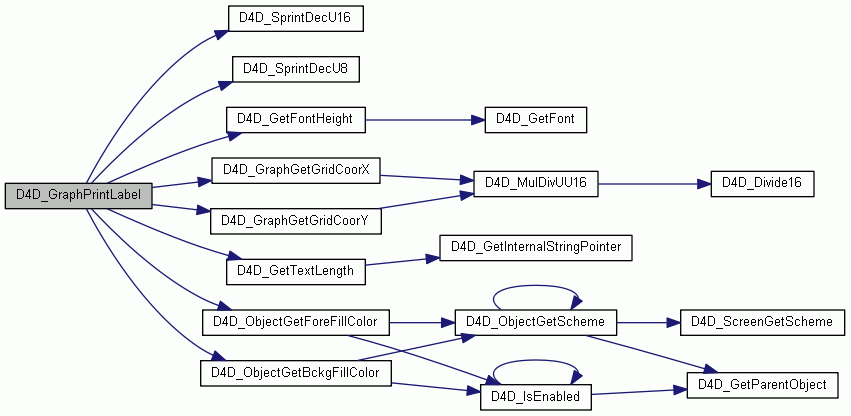 D4D_SprintDecU16
D4D_SprintDecU8
D4D_GetFontHeight
D4D_GetFont
D4D_GraphGetGridCoorX
D4D_MulDivUU16
D4D_Divide16
D4D_GraphPrintLabel
D4D_GraphGetGridCoorY
D4D_GetInternalStringPointer
D4D_GetTextLength
D4D_ObjectGetForeFillColor
D4D_ObjectGetScheme
D4D_ScreenGetScheme
D4D_ObjectGetBckgFillColor
D4D_GetParentObject
D4D_IsEnabled